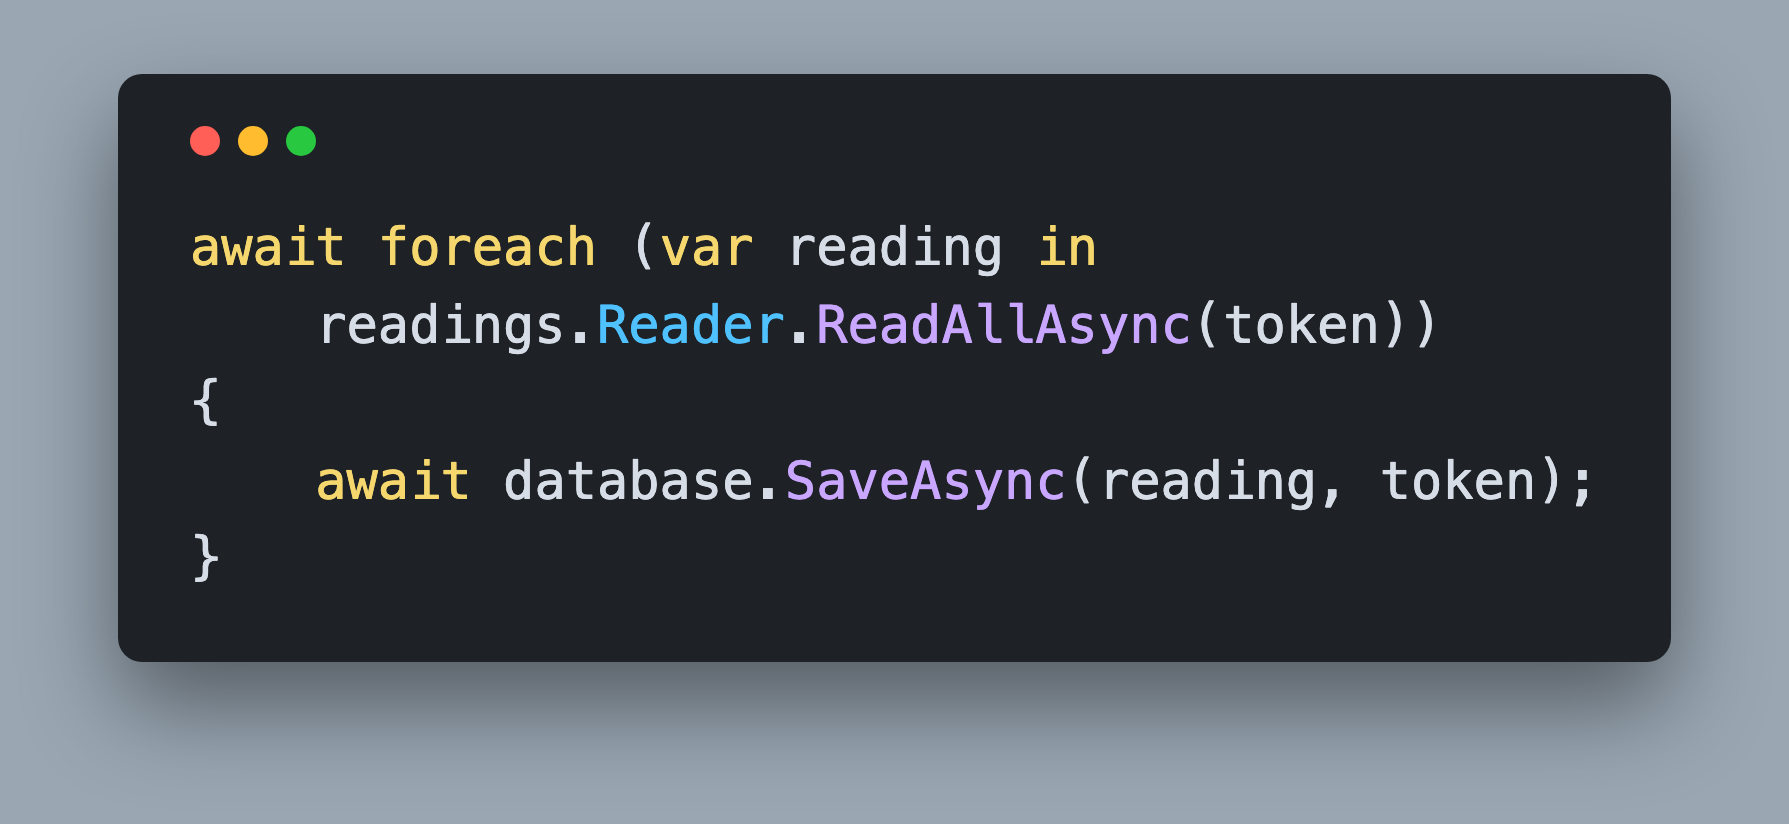 await foreach (var reading in
    readings.Reader.ReadAllAsync(token))
{
    await database.SaveAsync(reading, token);
}